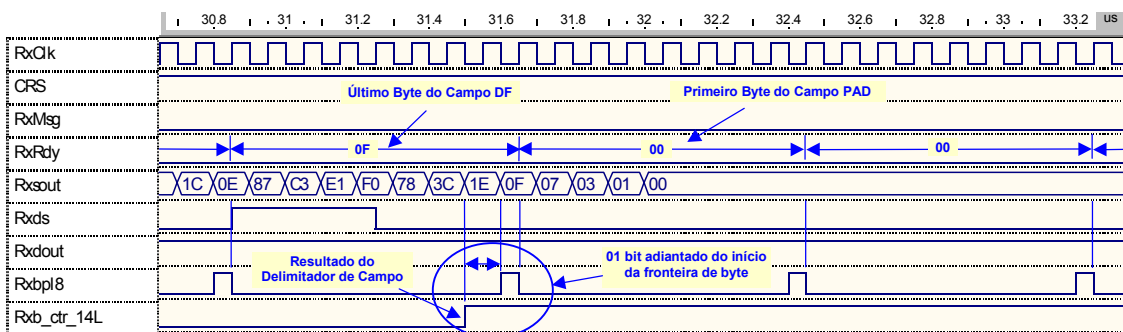 30.8 31 31.2 31.4 31.6 31.8 32 32.2 32.4 32.6 32.8 33 33.2 us
RxClk
CRS
RxMsg
RxRdy
Rxsout
Rxds
Rxdout
Rxbpl8
Rxb_ctr_14L
Último Byte do Campo DF
Primeiro Byte do Campo PAD
0F 00 00
1C 0E 87 C3 E1 F0 78 3C 1E 0F 07 03 01 00
Resultado do
Delimitador de Campo
01 bit adiantado do início
da fronteira de byte